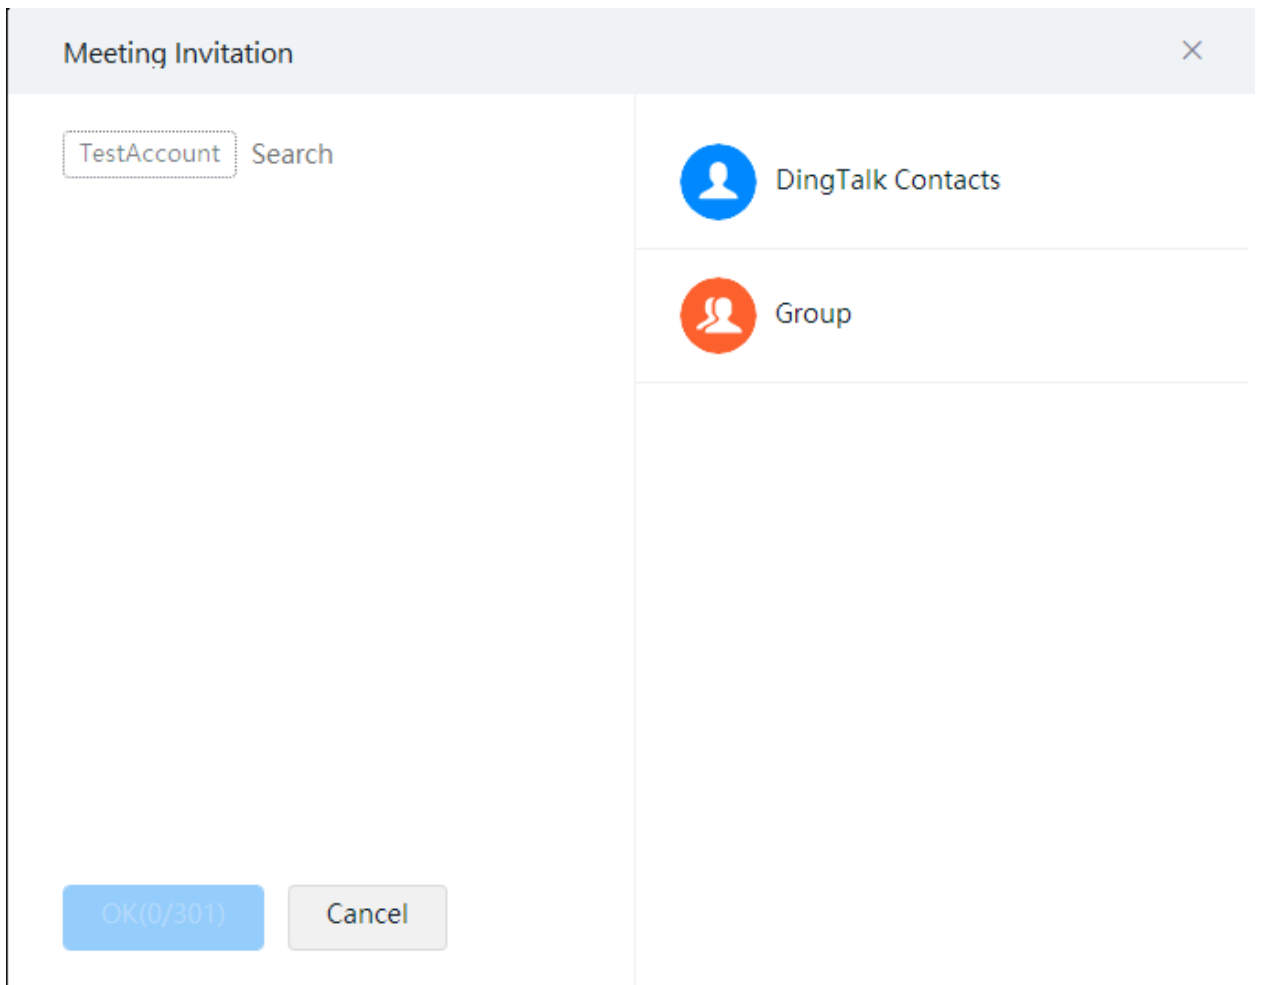 Meeting Invitation
TestAccount Search
DingTalk Contacts
Group
OK(0/301) Cancel